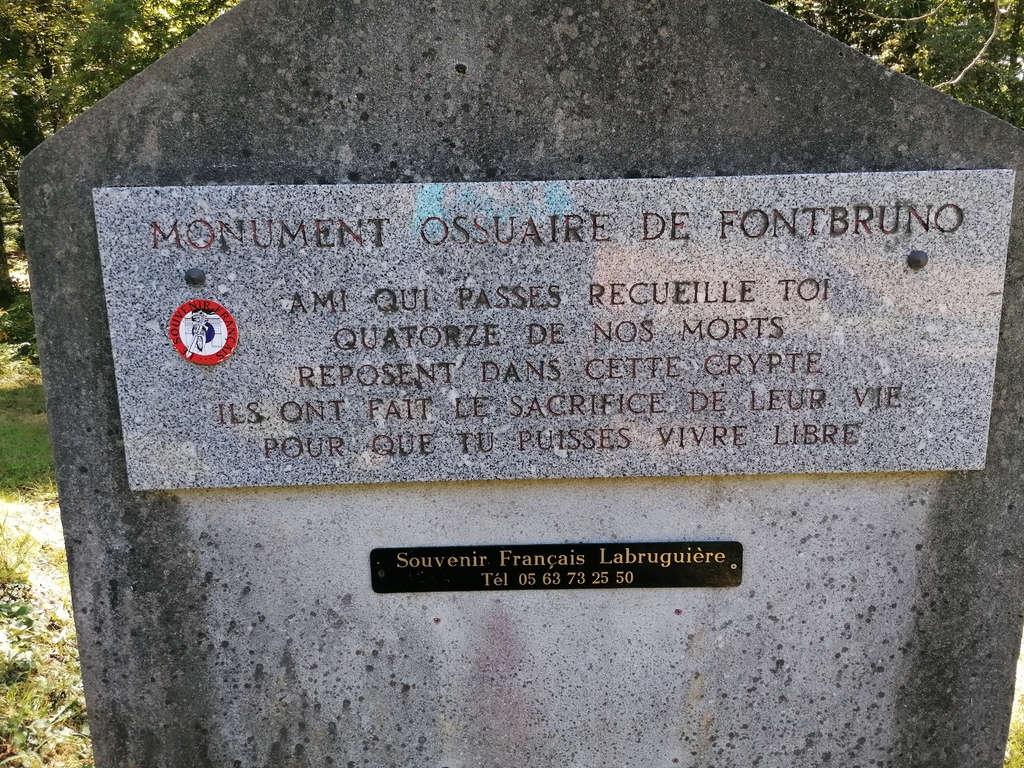 MONUMENT OSSUAIRE DE FONTBRUNO
AMI QUI PASSES RECUEILLE TOI
QUATORZE DE NOS MORTS
REPOSENT DANS CETTE CRYPTE
ILS ONT FAIT LE SACRIFICE DE LEUR VIE
POUR QUE TU PUISSES VIVRE LIBRE
SOUVENIR FRANÇAIS
Souvenir Français Labruguière
Tél 05 63 73 25 50